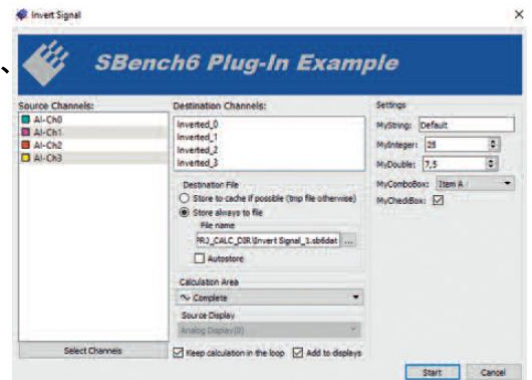 Invert Signal
SBench6 Plug-In Example
Source Channels:
AI-Ch0
AI-Ch1
AI-Ch2
AI-Ch3
Select Channels
Destination Channels:
Inverted_0
Inverted_1
Inverted_2
Inverted_3
Destination File
Store to cache if possible (tmp file otherwise)
Store always to file
File name
PRJ_CALC_DIR\Invert Signal_1.sb6dat ...
Autostore
Calculation Area
Complete
Source Display
Analog Display(0)
Keep calculation in the loop Add to displays
Settings
MyString: Default
MyInteger: 25
MyDouble: 7,5
MyComboBox: Item A
MyCheckBox:
Start Cancel